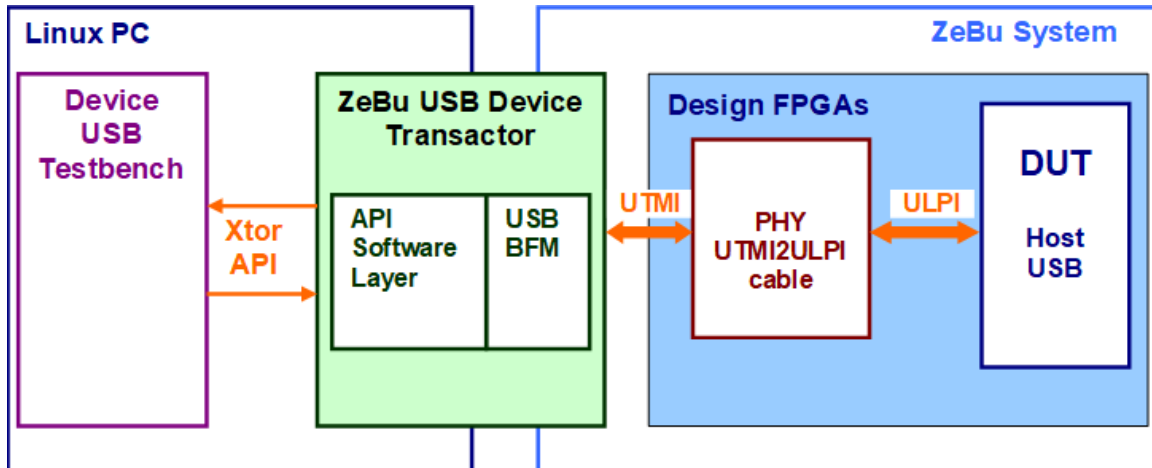 Linux PC
ZeBu System
Device
USB
Testbench
ZeBu USB Device
Transactor
Design FPGAs
DUT
Host
USB
Xtor
API
API
Software
Layer
USB
BFM
UTMI
PHY
UTMI2ULPI
cable
ULPI